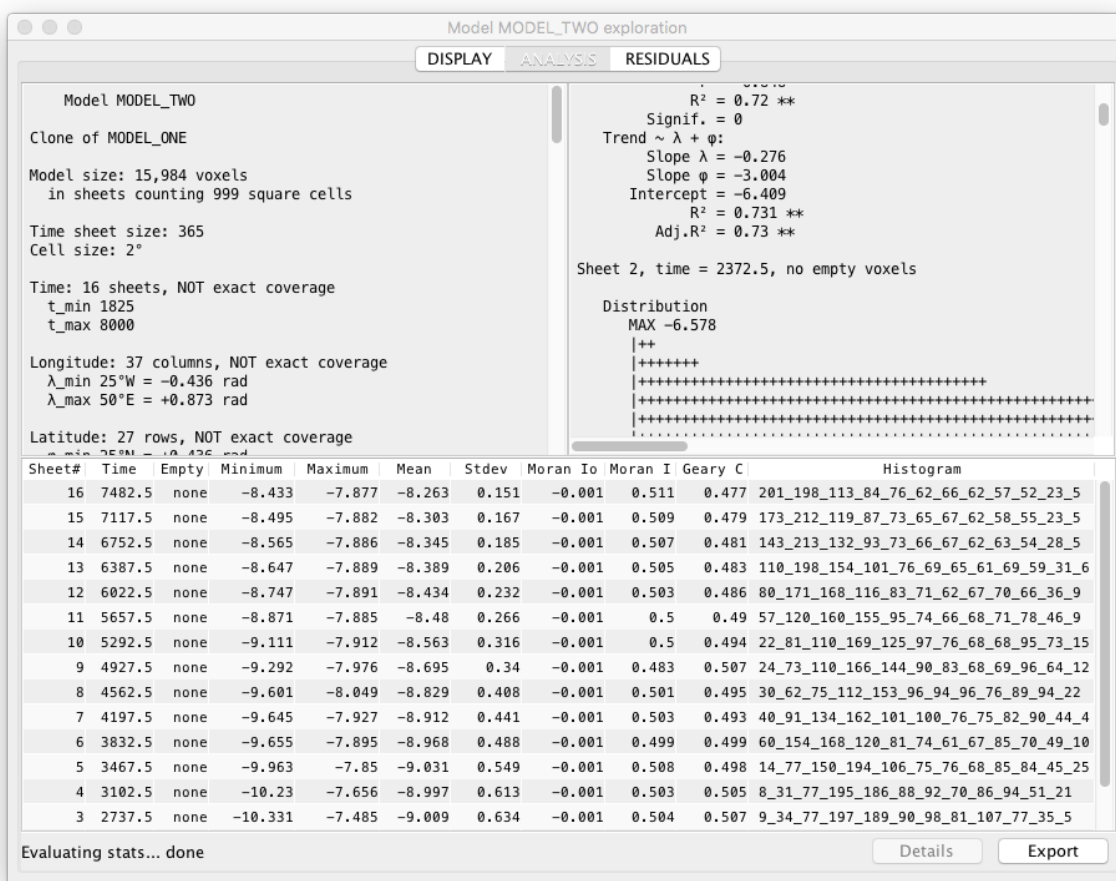 Model MODEL_TWO exploration
DISPLAY ANALYSIS RESIDUALS
Model MODEL_TWO
Clone of MODEL_ONE
Model size: 15,984 voxels
in sheets counting 999 square cells
Time sheet size: 365
Cell size: 2°
Time: 16 sheets, NOT exact coverage
t_min 1825
t_max 8000
Longitude: 37 columns, NOT exact coverage
λ_min 25°W = -0.436 rad
λ_max 50°E = +0.873 rad
Latitude: 27 rows, NOT exact coverage
R² = 0.72 **
Signif. = 0
Trend ~ λ + φ:
Slope λ = -0.276
Slope φ = -3.004
Intercept = -6.409
R² = 0.731 **
Adj.R² = 0.73 **
Sheet 2, time = 2372.5, no empty voxels
Distribution
MAX -6.578
|++
|+++++++
|+++++++++++++++++++++++++++++++++++++++++
|++++++++++++++++++++++++++++++++++++++++++++++++++++++
|++++++++++++++++++++++++++++++++++++++++++++++++++++++
Sheet# Time Empty Minimum Maximum Mean Stdev Moran Io Moran I Geary C Histogram
16 7482.5 none -8.433 -7.877 -8.263 0.151 -0.001 0.511 0.477 201_198_113_84_76_62_66_62_57_52_23_5
15 7117.5 none -8.495 -7.882 -8.303 0.167 -0.001 0.509 0.479 173_212_119_87_73_65_67_62_58_55_23_5
14 6752.5 none -8.565 -7.886 -8.345 0.185 -0.001 0.507 0.481 143_213_132_93_73_66_67_62_63_54_28_5
13 6387.5 none -8.647 -7.889 -8.389 0.206 -0.001 0.505 0.483 110_198_154_101_76_69_65_61_69_59_31_6
12 6022.5 none -8.747 -7.891 -8.434 0.232 -0.001 0.503 0.486 80_171_168_116_83_71_62_67_70_66_36_9
11 5657.5 none -8.871 -7.885 -8.48 0.266 -0.001 0.5 0.49 57_120_160_155_95_74_66_68_71_78_46_9
10 5292.5 none -9.111 -7.912 -8.563 0.316 -0.001 0.5 0.494 22_81_110_169_125_97_76_68_68_95_73_15
9 4927.5 none -9.292 -7.976 -8.695 0.34 -0.001 0.483 0.507 24_73_110_166_144_90_83_68_69_96_64_12
8 4562.5 none -9.601 -8.049 -8.829 0.408 -0.001 0.501 0.495 30_62_75_112_153_96_94_96_76_89_94_22
7 4197.5 none -9.645 -7.927 -8.912 0.441 -0.001 0.503 0.493 40_91_134_162_101_100_76_75_82_90_44_4
6 3832.5 none -9.655 -7.895 -8.968 0.488 -0.001 0.499 0.499 60_154_168_120_81_74_61_67_85_70_49_10
5 3467.5 none -9.963 -7.85 -9.031 0.549 -0.001 0.508 0.498 14_77_150_194_106_75_76_68_85_84_45_25
4 3102.5 none -10.23 -7.656 -8.997 0.613 -0.001 0.503 0.505 8_31_77_195_186_88_92_70_86_94_51_21
3 2737.5 none -10.331 -7.485 -9.009 0.634 -0.001 0.504 0.507 9_34_77_197_189_90_98_81_107_77_35_5
Evaluating stats... done
Details Export